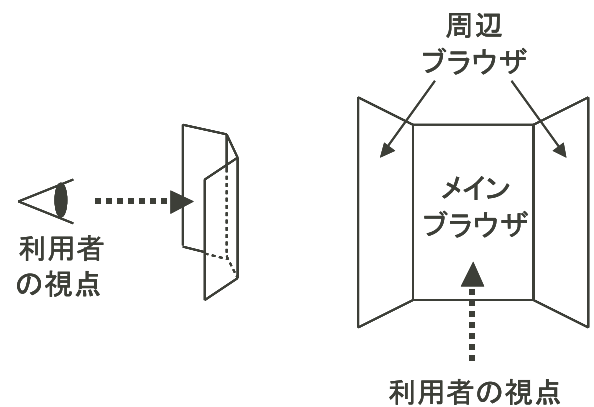 利用者
の視点
周辺
ブラウザ
メイン
ブラウザ
利用者の視点